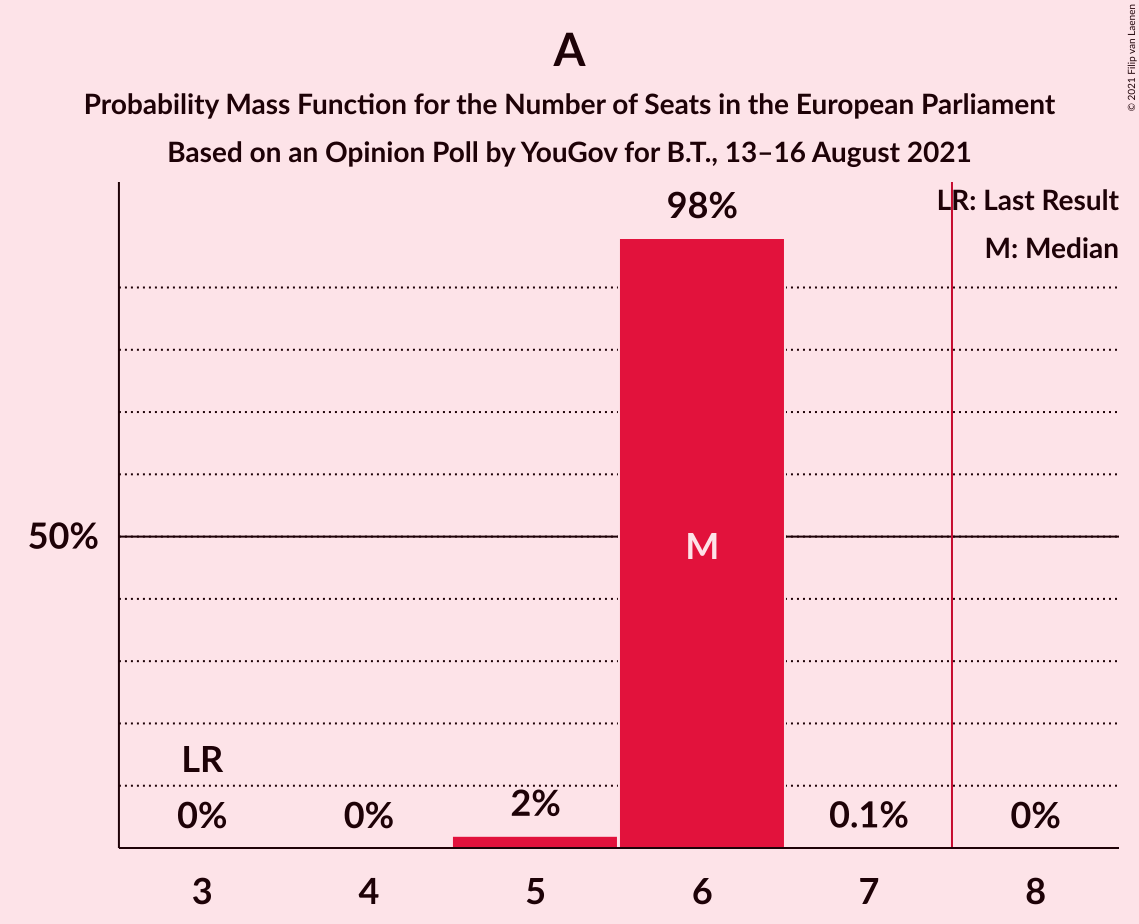 A
Probability Mass Function for the Number of Seats in the European Parliament
Based on an Opinion Poll by YouGov for B.T., 13–16 August 2021
© 2021 Filip van Laenen
LR: Last Result
M: Median
98%
50%
M
LR
0%
0%
2%
0.1%
0%
3
4
5
6
7
8